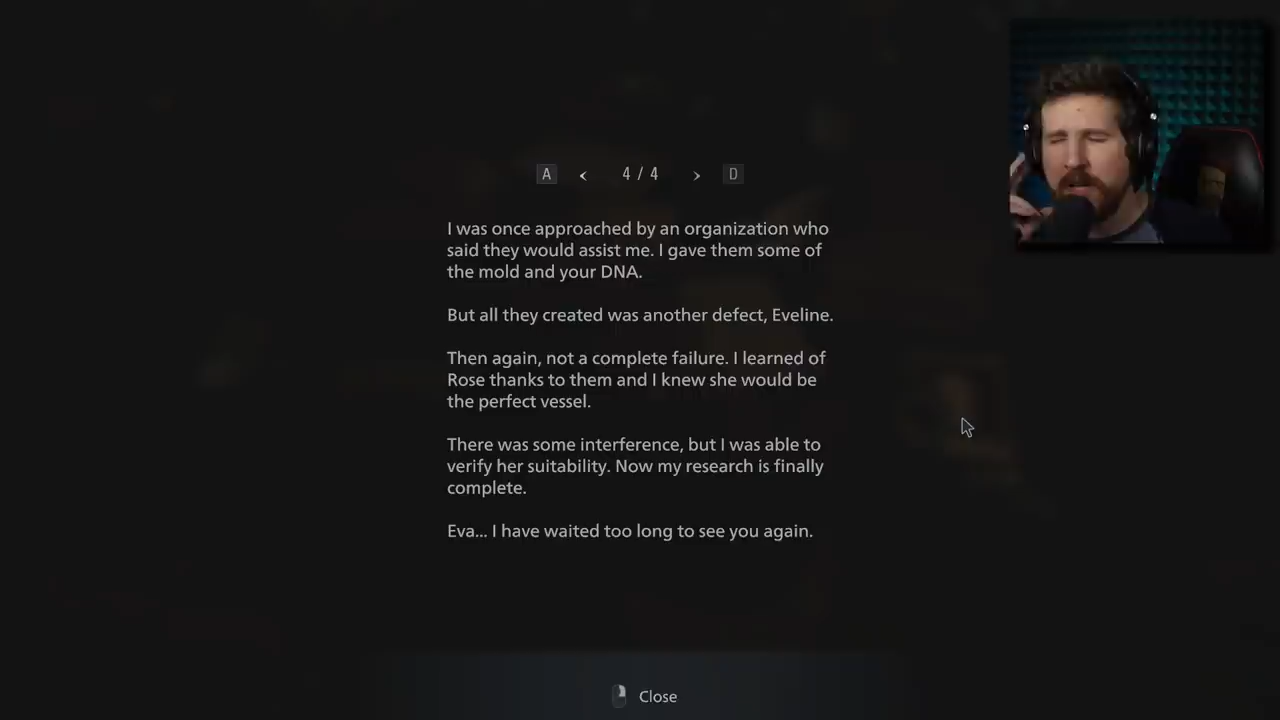 A < 4 / 4 > D
I was once approached by an organization who
said they would assist me. I gave them some of
the mold and your DNA.
But all they created was another defect, Eveline.
Then again, not a complete failure. I learned of
Rose thanks to them and I knew she would be
the perfect vessel.
There was some interference, but I was able to
verify her suitability. Now my research is finally
complete.
Eva... I have waited too long to see you again.
Close